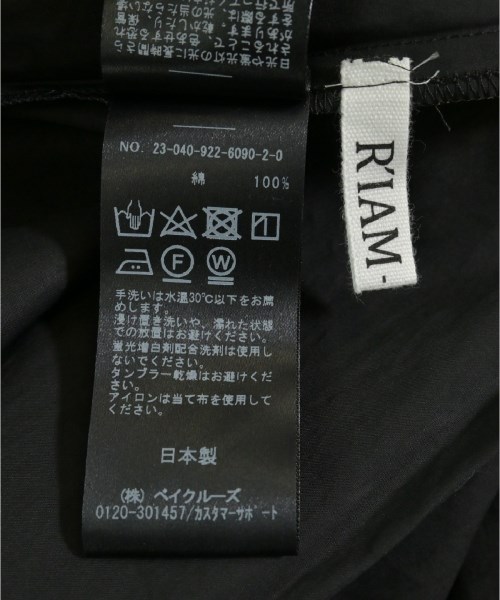 NO. 23-040-922-6090-2-0
綿 100%
F W
手洗いは水温30℃以下をお薦
めします。
浸け置き洗いや、濡れた状態
での放置はお避けください。
蛍光増白剤配合洗剤は使用し
ないでください。
タンブラー乾燥はお避けくだ
さい。
アイロンは当て布を使用して
ください。
日本製
(株) ベイクルーズ
0120-301457/カスタマーサポート
R'IAM